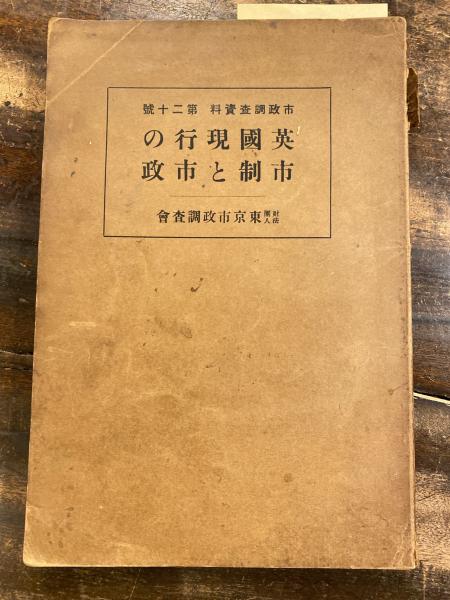 市政調査資料 第二十號
英國現行の
市制と市政
財團法人東京市政調査會